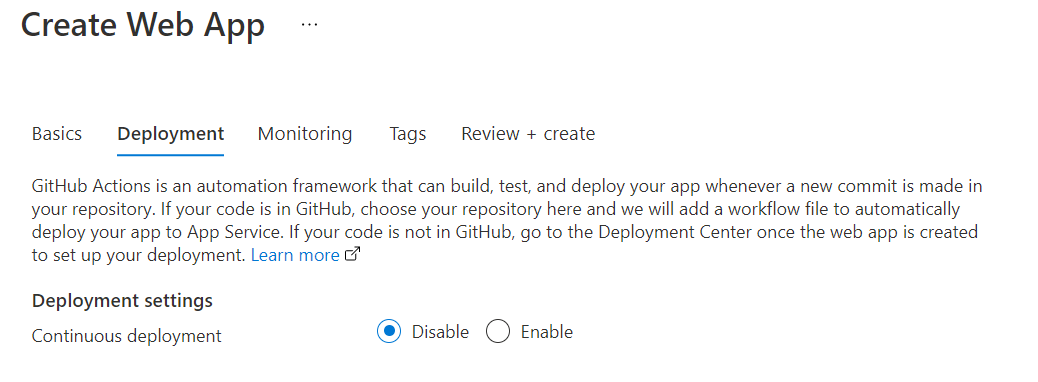 Create Web App ...
Basics Deployment Monitoring Tags Review + create
GitHub Actions is an automation framework that can build, test, and deploy your app whenever a new commit is made in
your repository. If your code is in GitHub, choose your repository here and we will add a workflow file to automatically
deploy your app to App Service. If your code is not in GitHub, go to the Deployment Center once the web app is created
to set up your deployment. Learn more
Deployment settings
Continuous deployment Disable Enable